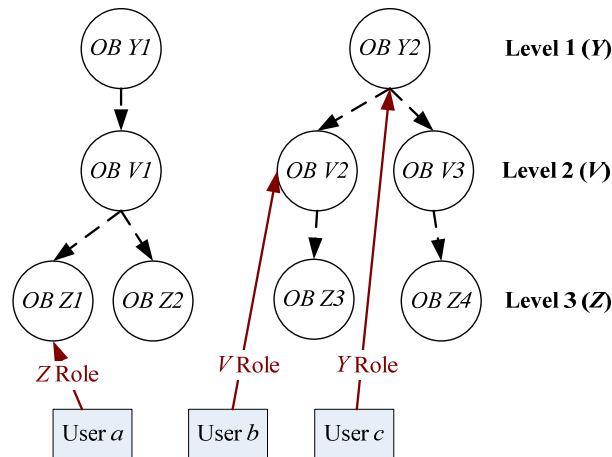 OB Y1
OB Y2
Level 1 (Y)
OB V1
OB V2
OB V3
Level 2 (V)
OB Z1
OB Z2
OB Z3
OB Z4
Level 3 (Z)
Z Role
V Role
Y Role
User a
User b
User c